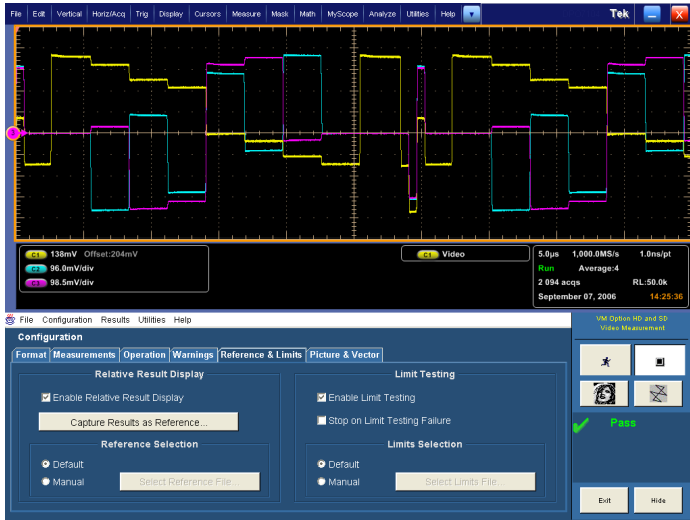 File Edit Vertical Horiz/Acq Trig Display Cursors Measure Mask Math MyScope Analyze Utilities Help Tek
C1 138mV Offset:204mV
C2 96.0mV/div
C3 98.5mV/div
C1 Video
5.0µs 1,000.0MS/s 1.0ns/pt
Run Average:4
2 094 acqs RL:50.0k
September 07, 2006 14:25:36
File Configuration Results Utilities Help
Configuration
Format Measurements Operation Warnings Reference & Limits Picture & Vector
Relative Result Display
Enable Relative Result Display
Capture Results as Reference...
Reference Selection
Default
Manual
Select Reference File...
Limit Testing
Enable Limit Testing
Stop on Limit Testing Failure
Limits Selection
Default
Manual
Select Limits File...
VM Option HD and SD
Video Measurement
Pass
Exit Hide